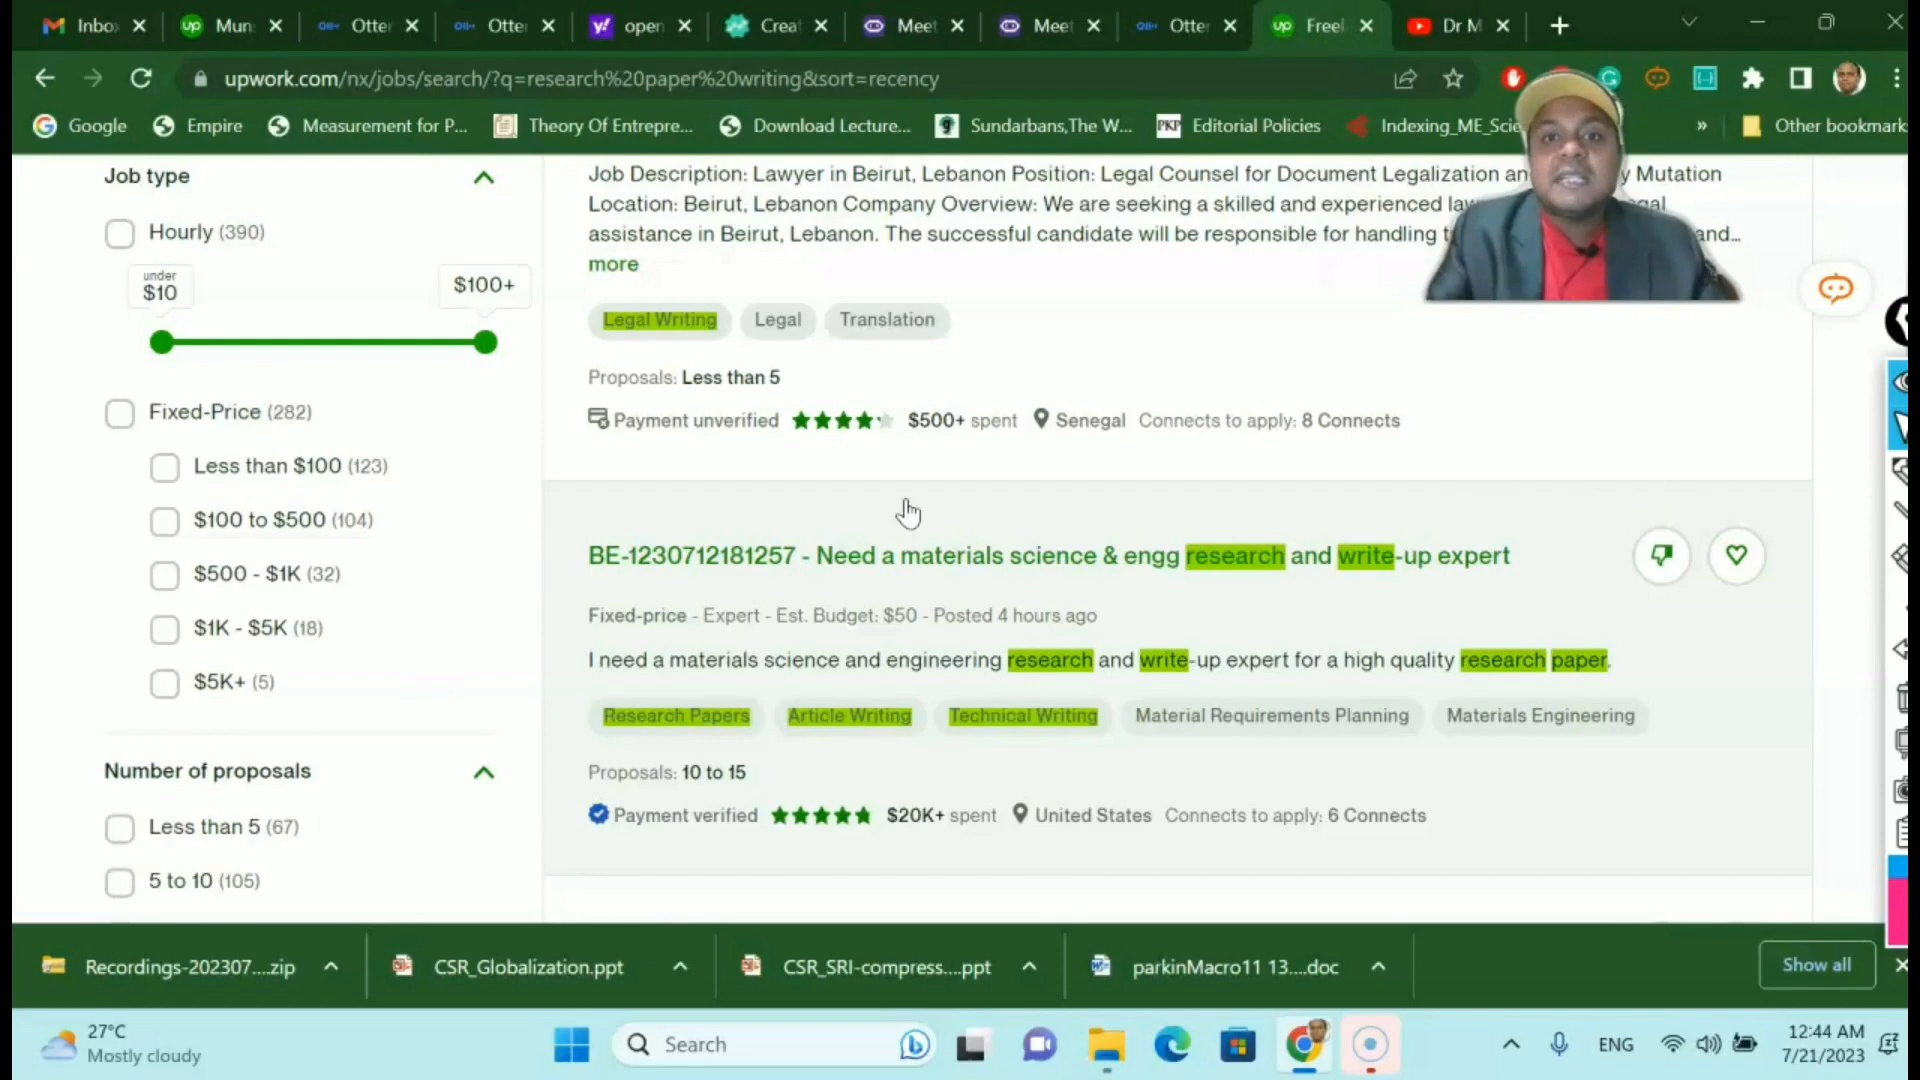 Inbo
Mun
Otter
Otte
open
Crea
Meet
Meet
Otter
Free
Dr M
upwork.com/nx/jobs/search/?q=research%20paper%20writing&sort=recency
Google
Empire
Measurement for P...
Theory Of Entrepre...
Download Lecture...
Sundarbans,The W...
PKP Editorial Policies
Indexing_ME_Scie
»
Other bookmark
Job type
Hourly (390)
under
$10
$100+
Fixed-Price (282)
Less than $100 (123)
$100 to $500 (104)
$500 - $1K (32)
$1K - $5K (18)
$5K+ (5)
Number of proposals
Less than 5 (67)
5 to 10 (105)
Job Description: Lawyer in Beirut, Lebanon Position: Legal Counsel for Document Legalization an y Mutation
Location: Beirut, Lebanon Company Overview: We are seeking a skilled and experienced law gal
assistance in Beirut, Lebanon. The successful candidate will be responsible for handling t and...
more
Legal Writing Legal Translation
Proposals: Less than 5
Payment unverified $500+ spent Senegal Connects to apply: 8 Connects
BE-1230712181257 - Need a materials science & engg research and write-up expert
Fixed-price - Expert - Est. Budget: $50 - Posted 4 hours ago
I need a materials science and engineering research and write-up expert for a high quality research paper.
Research Papers Article Writing Technical Writing Material Requirements Planning Materials Engineering
Proposals: 10 to 15
Payment verified $20K+ spent United States Connects to apply: 6 Connects
Recordings-202307....zip
CSR_Globalization.ppt
CSR_SRI-compress....ppt
parkinMacro11 13....doc
Show all
27°C
Mostly cloudy
Search
ENG
12:44 AM
7/21/2023